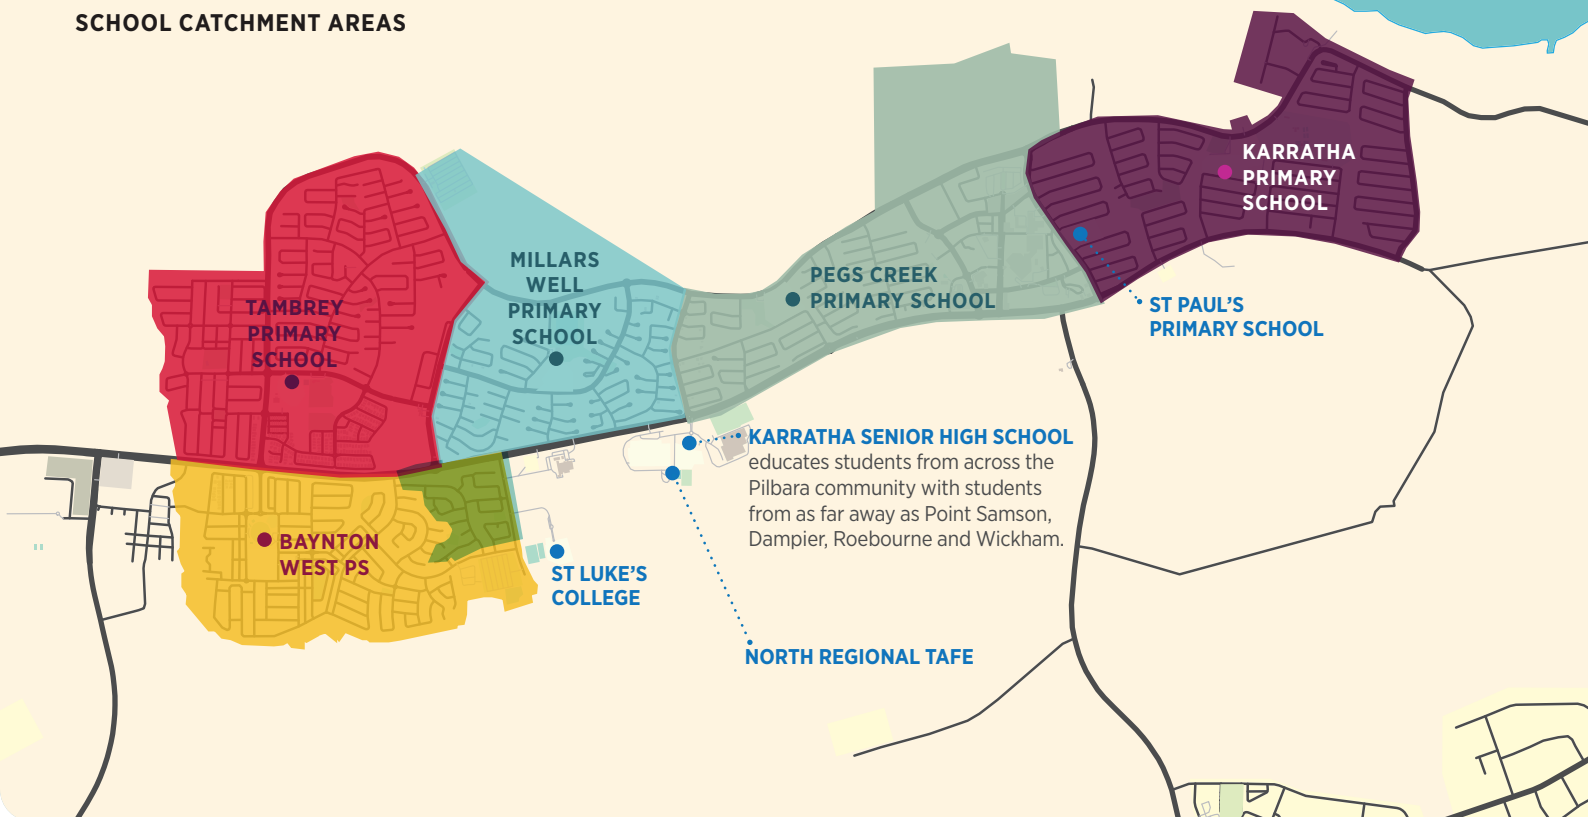 SCHOOL CATCHMENT AREAS
KARRATHA
PRIMARY
SCHOOL
MILLARS
WELL
PRIMARY
SCHOOL
PEGS CREEK
PRIMARY SCHOOL
TAMBREY
PRIMARY
SCHOOL
ST PAUL'S
PRIMARY SCHOOL
KARRATHA SENIOR HIGH SCHOOL
educates students from across the
Pilbara community with students
from as far away as Point Samson,
Dampier, Roebourne and Wickham.
BAYNTON
WEST PS
ST LUKE'S
COLLEGE
NORTH REGIONAL TAFE